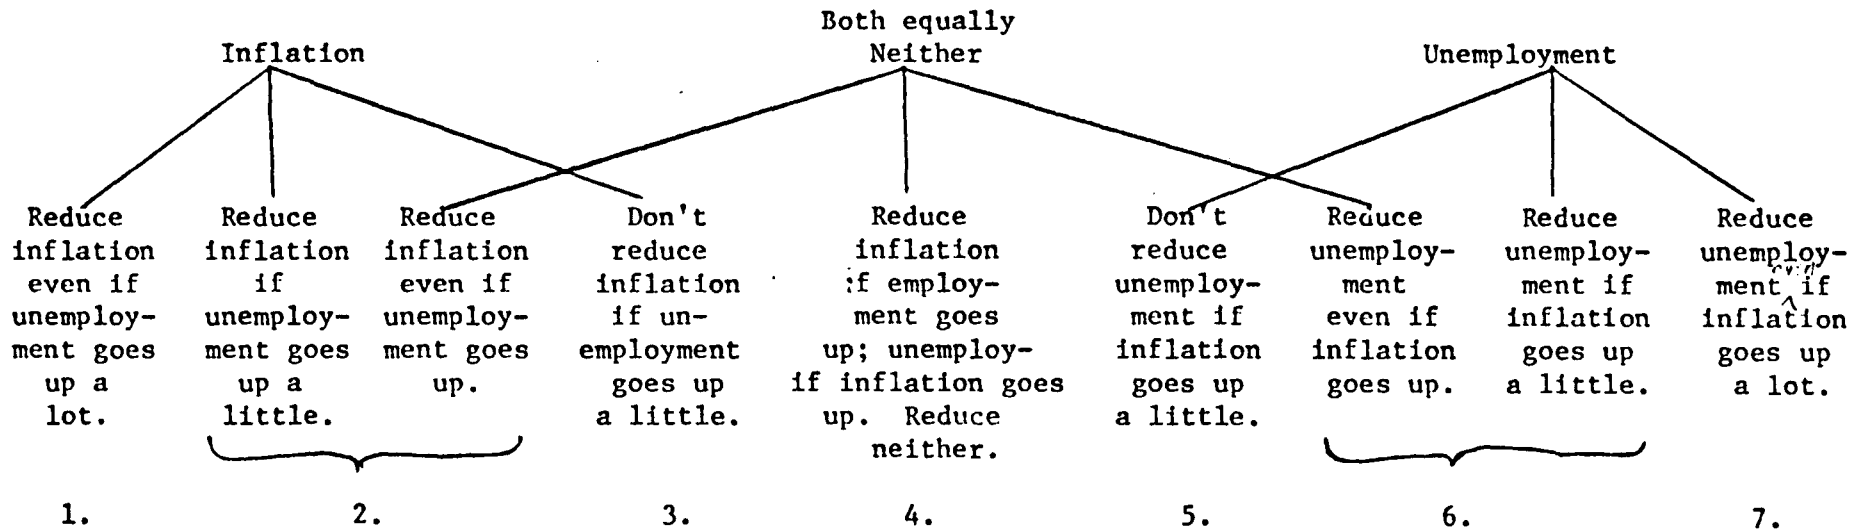 Both equally
Inflation
Neither
Unemployment
Reduce
inflation
even if
unemploy-
ment goes
up a
lot.
Reduce
inflation
if
unemploy-
ment goes
up a
little.
Reduce
inflation
even if
unemploy-
ment goes
up.
Don't
reduce
inflation
if un-
employment
goes up
a little.
Reduce
inflation
if employ-
ment goes
up; unemploy-
if inflation goes
up. Reduce
neither.
Don't
reduce
unemploy-
ment if
inflation
goes up
a little.
Reduce
unemploy-
ment
even if
inflation
goes up.
Reduce
unemploy-
ment if
inflation
goes up
a little.
Reduce
unemploy-
ment even if
inflation
goes up
a lot.
1. 2. 3. 4. 5. 6. 7.